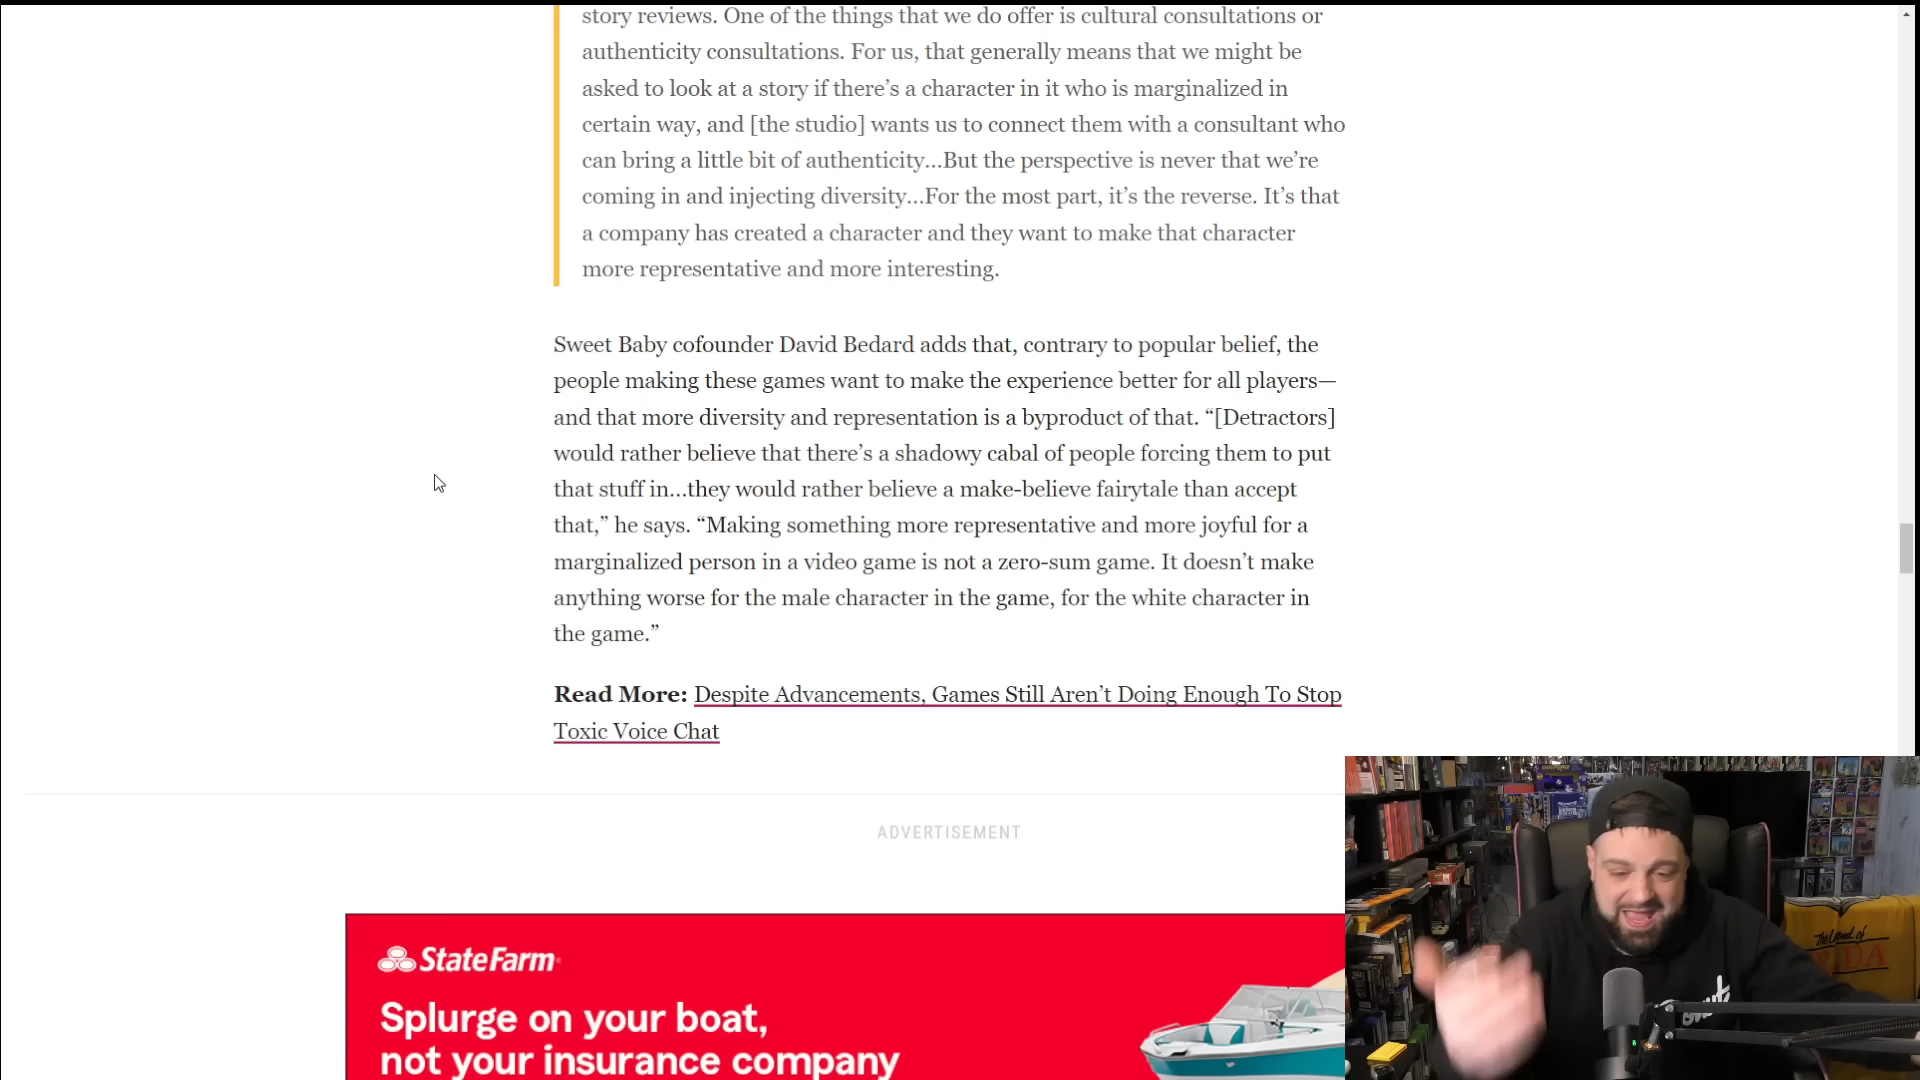 story reviews. One of the things that we do offer is cultural consultations or
authenticity consultations. For us, that generally means that we might be
asked to look at a story if there’s a character in it who is marginalized in
certain way, and [the studio] wants us to connect them with a consultant who
can bring a little bit of authenticity…But the perspective is never that we’re
coming in and injecting diversity…For the most part, it’s the reverse. It’s that
a company has created a character and they want to make that character
more representative and more interesting.
Sweet Baby cofounder David Bedard adds that, contrary to popular belief, the
people making these games want to make the experience better for all players—
and that more diversity and representation is a byproduct of that. “[Detractors]
would rather believe that there’s a shadowy cabal of people forcing them to put
that stuff in…they would rather believe a make-believe fairytale than accept
that,” he says. “Making something more representative and more joyful for a
marginalized person in a video game is not a zero-sum game. It doesn’t make
anything worse for the male character in the game, for the white character in
the game.”
Read More: Despite Advancements, Games Still Aren’t Doing Enough To Stop
Toxic Voice Chat
ADVERTISEMENT
StateFarm
Splurge on your boat,
not your insurance company
The Legend of